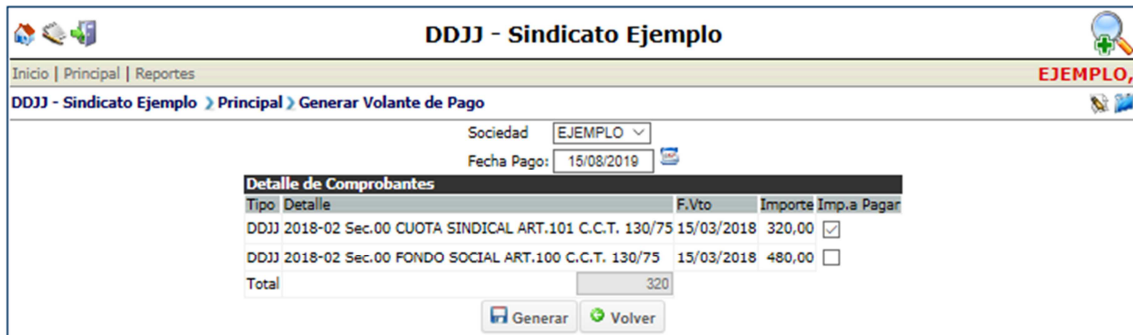 DDJJ - Sindicato Ejemplo
Inicio | Principal | Reportes
EJEMPLO,
DDJJ - Sindicato Ejemplo > Principal > Generar Volante de Pago
Sociedad EJEMPLO
Fecha Pago: 15/08/2019
Detalle de Comprobantes
Tipo Detalle F.Vto Importe Imp.a Pagar
DDJJ 2018-02 Sec.00 CUOTA SINDICAL ART.101 C.C.T. 130/75 15/03/2018 320,00
DDJJ 2018-02 Sec.00 FONDO SOCIAL ART.100 C.C.T. 130/75 15/03/2018 480,00
Total 320
Generar Volver